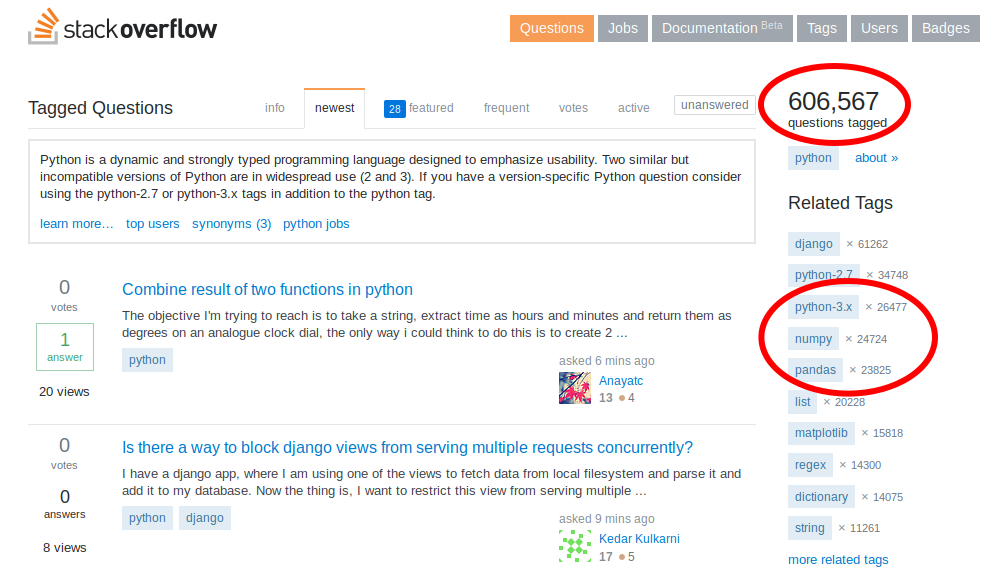 stackoverflow
Questions Jobs Documentation Beta Tags Users Badges
Tagged Questions info newest 28 featured frequent votes active unanswered
606,567
questions tagged
python about »
Python is a dynamic and strongly typed programming language designed to emphasize usability. Two similar but
incompatible versions of Python are in widespread use (2 and 3). If you have a version-specific Python question consider
using the python-2.7 or python-3.x tags in addition to the python tag.
learn more… top users synonyms (3) python jobs
Related Tags
django × 61262
python-2.7 × 34748
python-3.x × 26477
numpy × 24724
pandas × 23825
list × 20228
matplotlib × 15818
regex × 14300
dictionary × 14075
string × 11261
more related tags
0
votes
1
answer
20 views
Combine result of two functions in python
The objective I'm trying to reach is to take a string, extract time as hours and minutes and return them as
degrees on an analogue clock dial, the only way i could think to do this is to create 2 ...
python
asked 6 mins ago
Anayatc
13 ● 4
0
votes
0
answers
8 views
Is there a way to block django views from serving multiple requests concurrently?
I have a django app, where I am using one of the views to fetch data from local filesystem and parse it and
add it to my database. Now the thing is, I want to restrict this view from serving multiple ...
python django
asked 9 mins ago
Kedar Kulkarni
17 ● 5